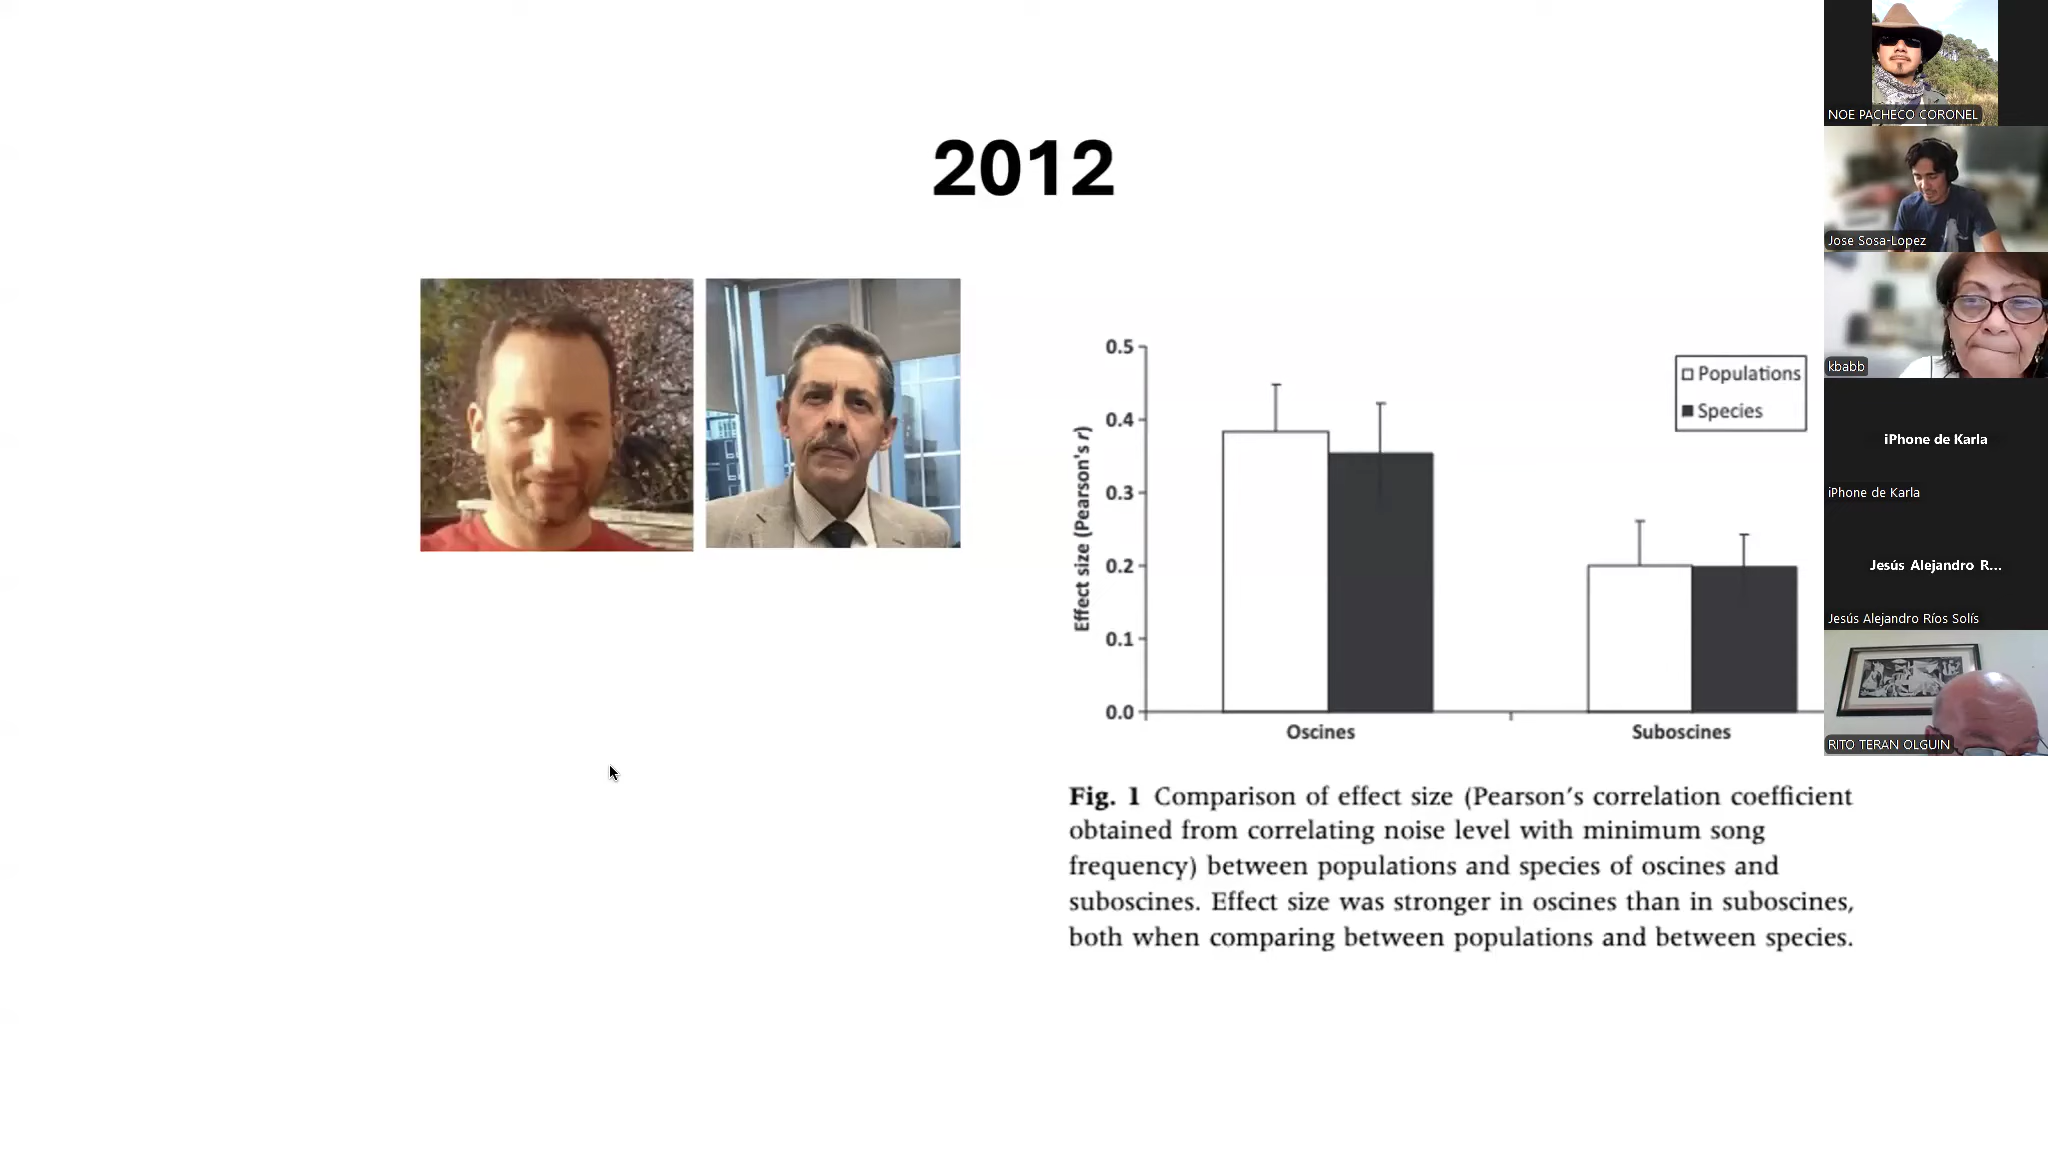 2012
0.5
0.4
0.3
0.2
0.1
0.0
Effect size (Pearson's r)
Populations
Species
Oscines
Suboscines
Fig. 1 Comparison of effect size (Pearson's correlation coefficient
obtained from correlating noise level with minimum song
frequency) between populations and species of oscines and
suboscines. Effect size was stronger in oscines than in suboscines,
both when comparing between populations and between species.
NOE PACHECO CORONEL
Jose Sosa-Lopez
kbabb
iPhone de Karla
iPhone de Karla
Jesús Alejandro R...
Jesús Alejandro Ríos Solís
RITO TERAN OLGUIN